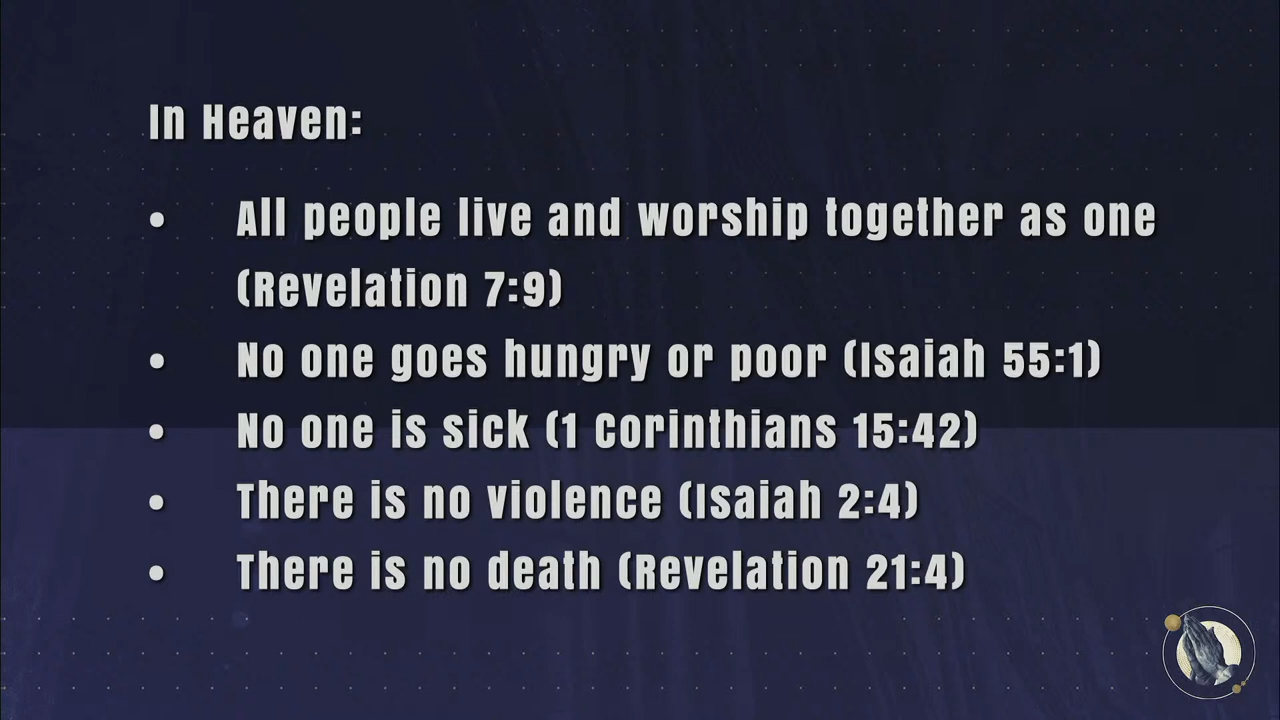 In Heaven:
• All people live and worship together as one
(Revelation 7:9)
• No one goes hungry or poor (Isaiah 55:1)
• No one is sick (1 Corinthians 15:42)
• There is no violence (Isaiah 2:4)
• There is no death (Revelation 21:4)